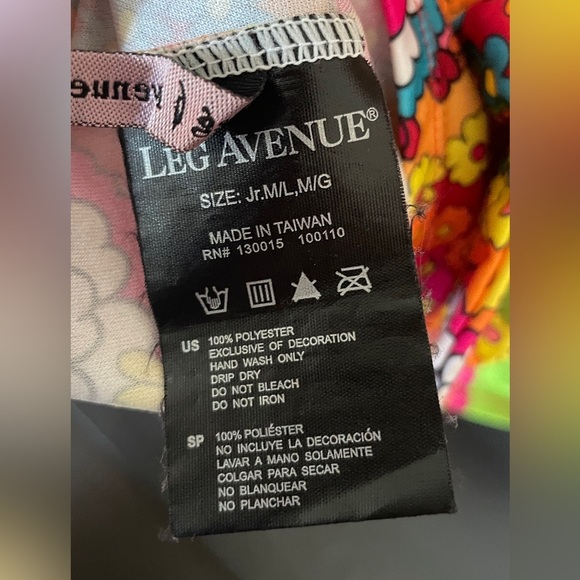 venue
LEG AVENUE®
SIZE: Jr.M/L,M/G
MADE IN TAIWAN
RN# 130015 100110
US 100% POLYESTER
EXCLUSIVE OF DECORATION
HAND WASH ONLY
DRIP DRY
DO NOT BLEACH
DO NOT IRON
SP 100% POLIÉSTER
NO INCLUYE LA DECORACIÓN
LAVAR A MANO SOLAMENTE
COLGAR PARA SECAR
NO BLANQUEAR
NO PLANCHAR